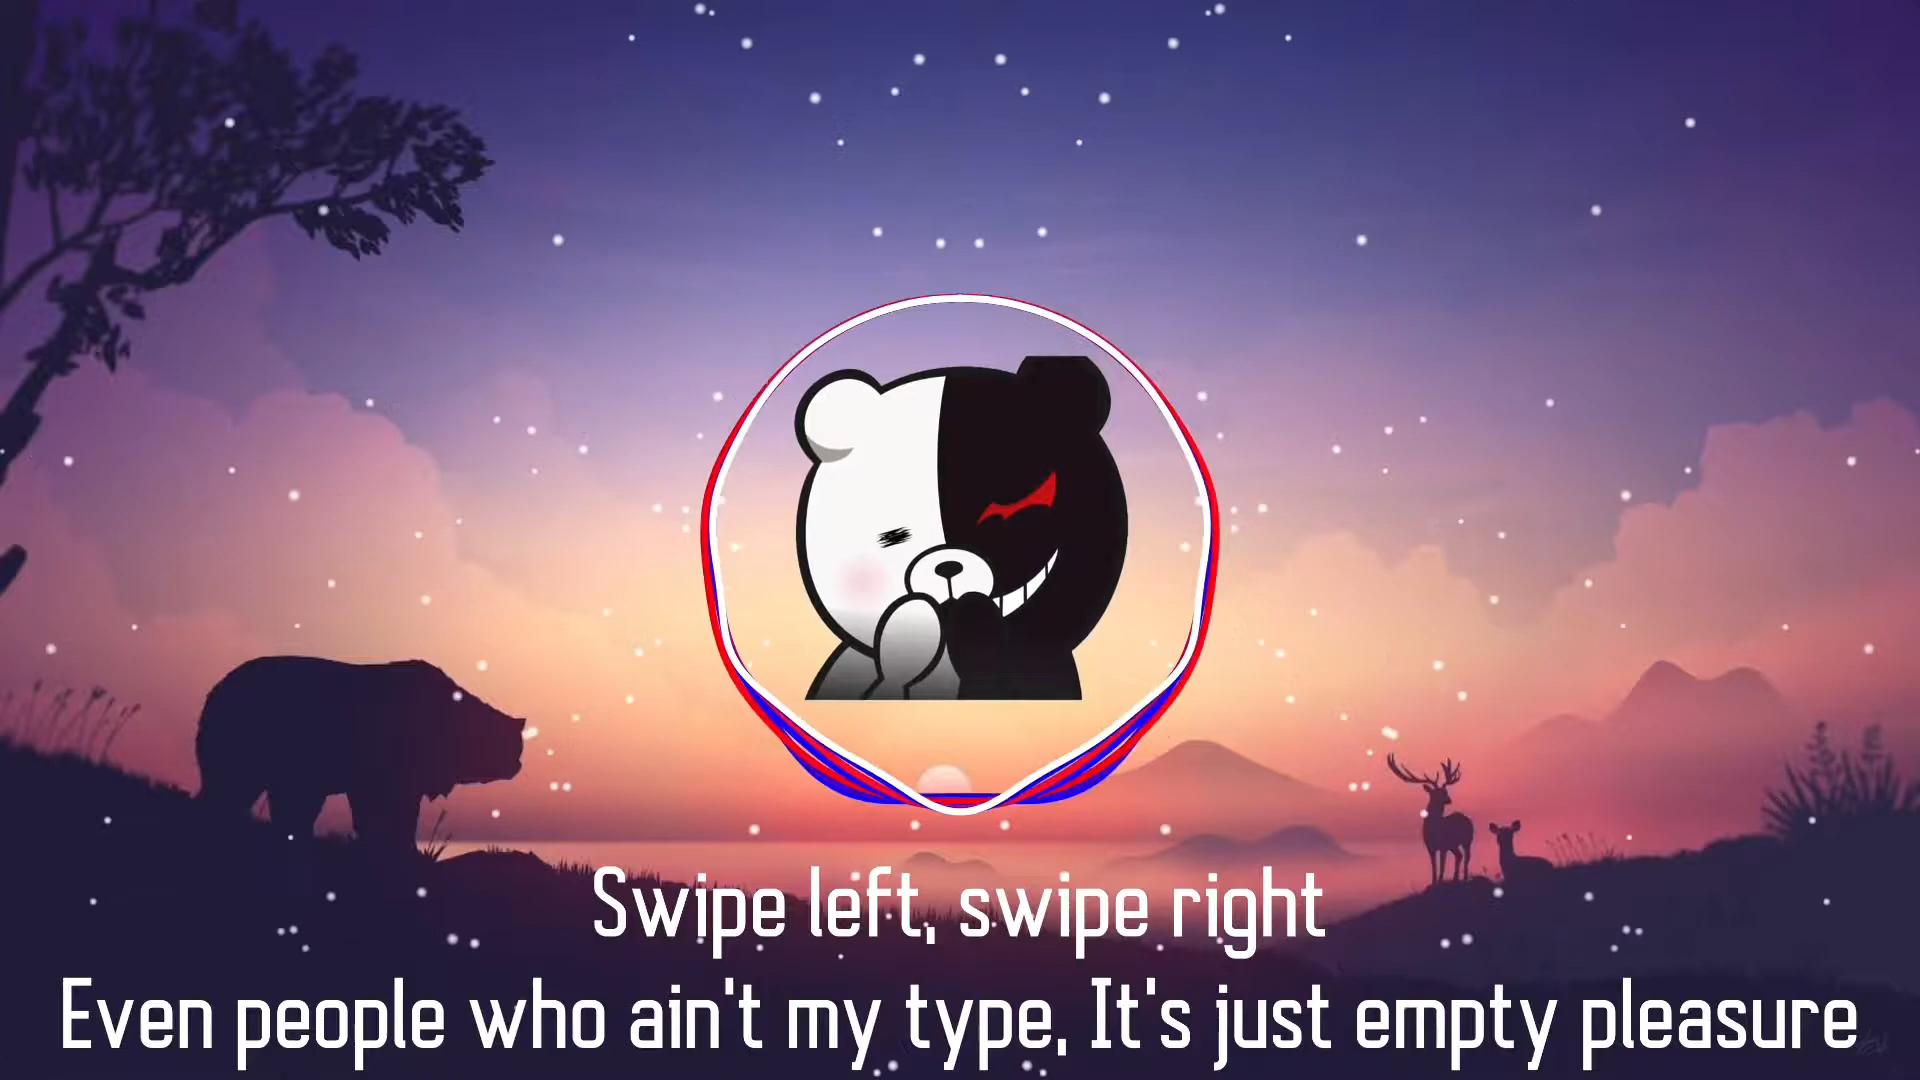 Swipe left, swipe right
Even people who ain't my type, It's just empty pleasure